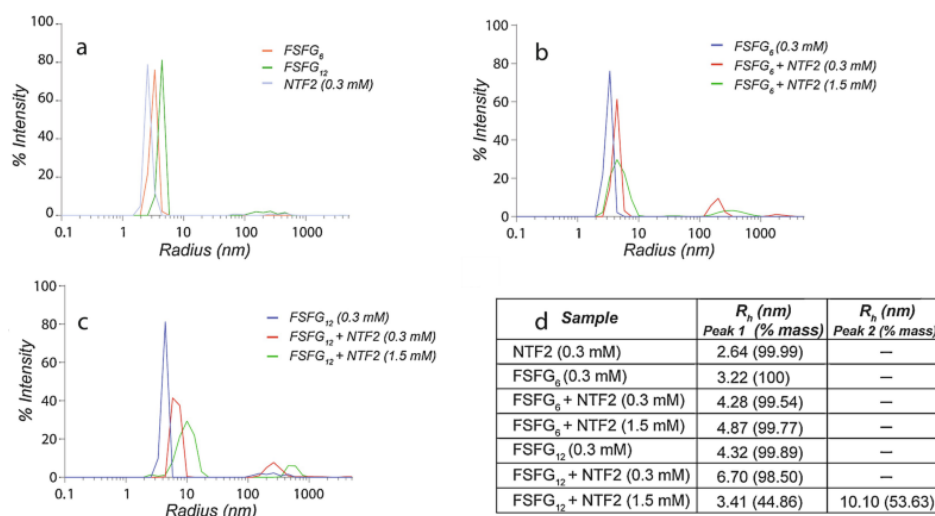 a
100
80
60
40
20
0
% Intensity
0.1 1 10 100 1000
Radius (nm)
FSFG₆
FSFG₁₂
NTF2 (0.3 mM)
b
100
80
60
40
20
0
% Intensity
0.1 1 10 100 1000
Radius (nm)
FSFG₆ (0.3 mM)
FSFG₆ + NTF2 (0.3 mM)
FSFG₆ + NTF2 (1.5 mM)
c
100
80
60
40
20
0
% Intensity
0.1 1 10 100 1000
Radius (nm)
FSFG₁₂ (0.3 mM)
FSFG₁₂ + NTF2 (0.3 mM)
FSFG₁₂ + NTF2 (1.5 mM)
d Sample Rₕ (nm) Rₕ (nm)
Peak 1 (% mass) Peak 2 (% mass)
NTF2 (0.3 mM) 2.64 (99.99) —
FSFG₆ (0.3 mM) 3.22 (100) —
FSFG₆ + NTF2 (0.3 mM) 4.28 (99.54) —
FSFG₆ + NTF2 (1.5 mM) 4.87 (99.77) —
FSFG₁₂ (0.3 mM) 4.32 (99.89) —
FSFG₁₂ + NTF2 (0.3 mM) 6.70 (98.50) —
FSFG₁₂ + NTF2 (1.5 mM) 3.41 (44.86) 10.10 (53.63)